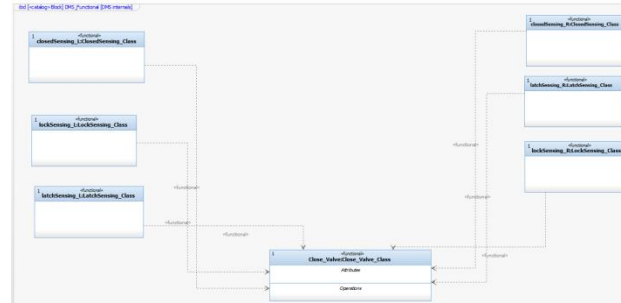 ibd [«catalog»Block] DMS_Functional [DMS internals]
1 «functional»
closedSensing_L:ClosedSensing_Class
1 «functional»
lockSensing_L:LockSensing_Class
1 «functional»
latchSensing_L:LatchSensing_Class
1 «functional»
closedSensing_R:ClosedSensing_Class
1 «functional»
latchSensing_R:LatchSensing_Class
1 «functional»
lockSensing_R:LockSensing_Class
«functional»
«functional»
«functional»
«functional»
«functional»
«functional»
1 «functional»
Close_Valve:Close_Valve_Class
Attributes
Operations